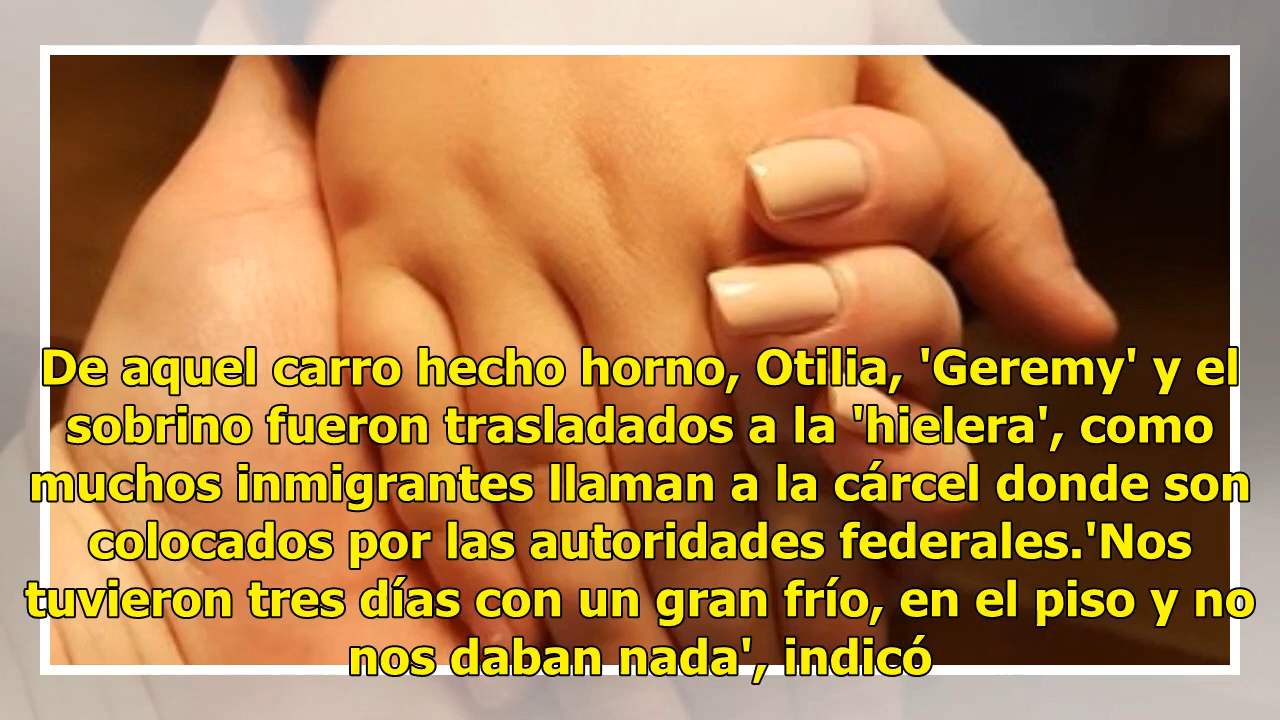 De aquel carro hecho horno, Otilia, 'Geremy' y el
sobrino fueron trasladados a la 'hielera', como
muchos inmigrantes llaman a la cárcel donde son
colocados por las autoridades federales.'Nos
tuvieron tres días con un gran frío, en el piso y no
nos daban nada', indicó